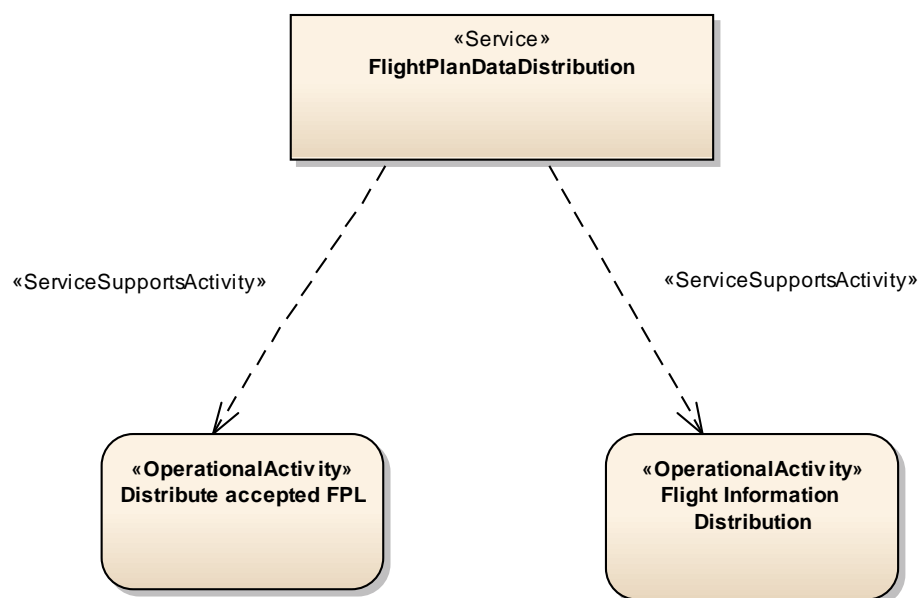 «Service»
FlightPlanDataDistribution
«ServiceSupportsActivity»
«ServiceSupportsActivity»
«OperationalActivity»
Distribute accepted FPL
«OperationalActivity»
Flight Information
Distribution